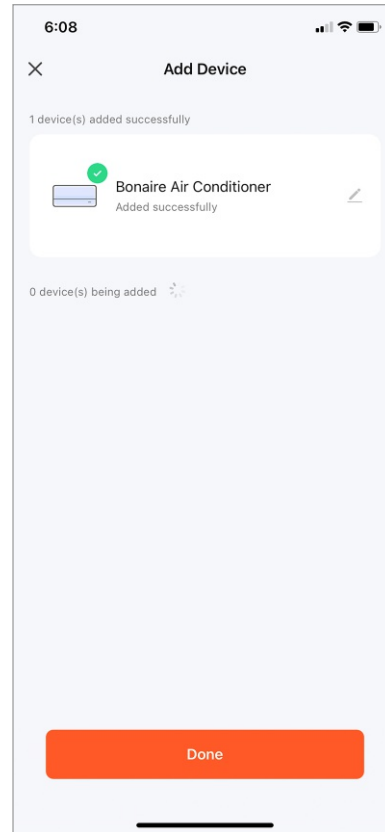 6:08
Add Device
1 device(s) added successfully
Bonaire Air Conditioner
Added successfully
0 device(s) being added
Done